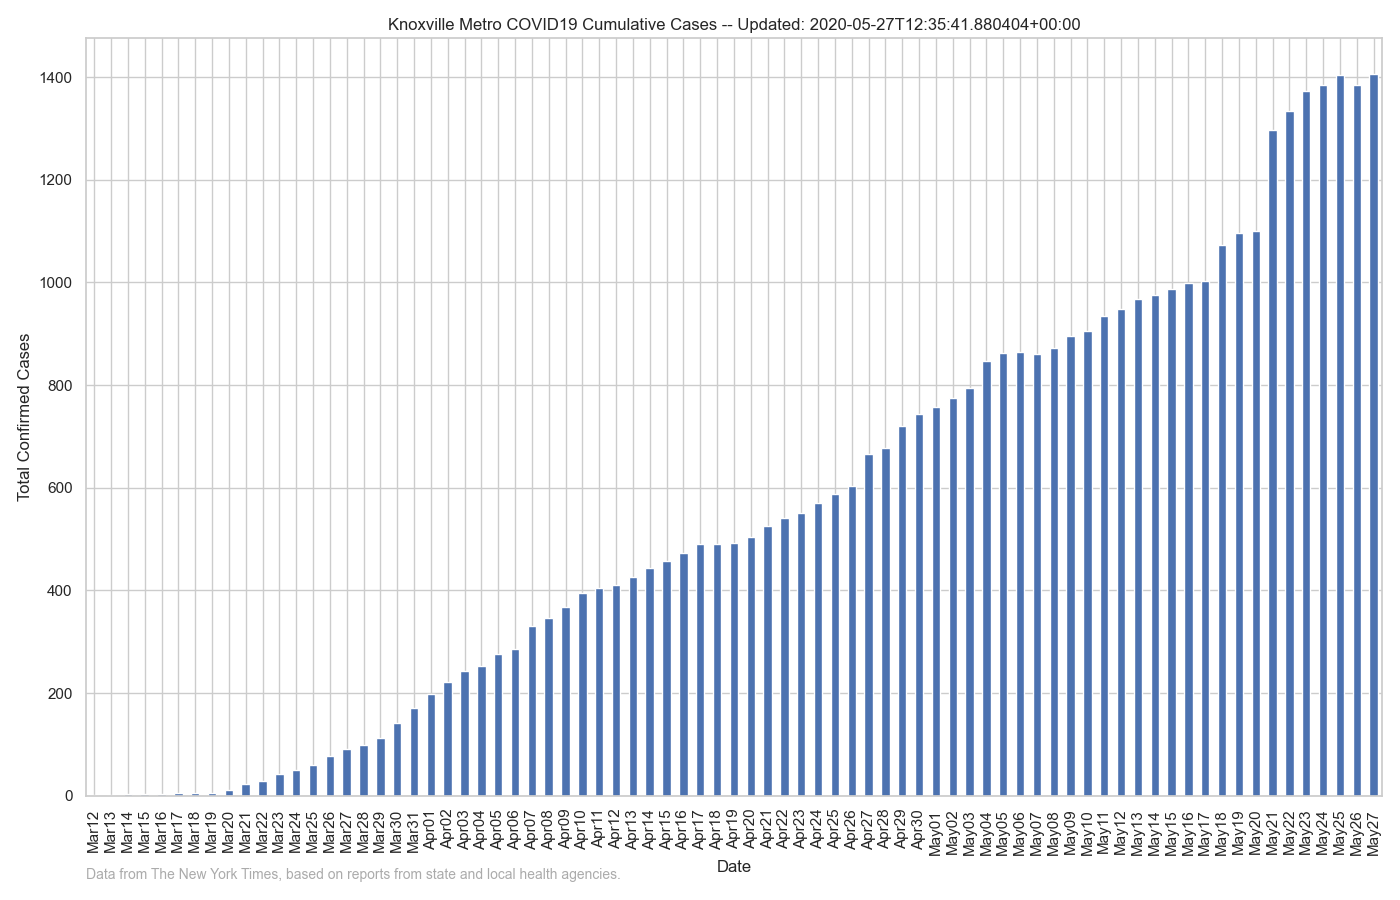 Knoxville Metro COVID19 Cumulative Cases -- Updated: 2020-05-27T12:35:41.880404+00:00
Total Confirmed Cases
1400
1200
1000
800
600
400
200
0
Mar12
Mar13
Mar14
Mar15
Mar16
Mar17
Mar18
Mar19
Mar20
Mar21
Mar22
Mar23
Mar24
Mar25
Mar26
Mar27
Mar28
Mar29
Mar30
Mar31
Apr01
Apr02
Apr03
Apr04
Apr05
Apr06
Apr07
Apr08
Apr09
Apr10
Apr11
Apr12
Apr13
Apr14
Apr15
Apr16
Apr17
Apr18
Apr19
Apr20
Apr21
Apr22
Apr23
Apr24
Apr25
Apr26
Apr27
Apr28
Apr29
Apr30
May01
May02
May03
May04
May05
May06
May07
May08
May09
May10
May11
May12
May13
May14
May15
May16
May17
May18
May19
May20
May21
May22
May23
May24
May25
May26
May27
Date
Data from The New York Times, based on reports from state and local health agencies.